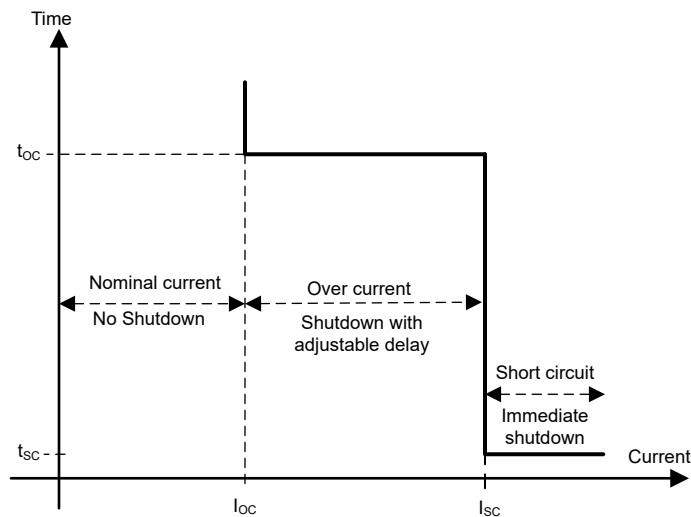 Time
tOC
Nominal current
No Shutdown
Over current
Shutdown with
adjustable delay
Short circuit
Immediate
shutdown
tSC
Current
IOC
ISC